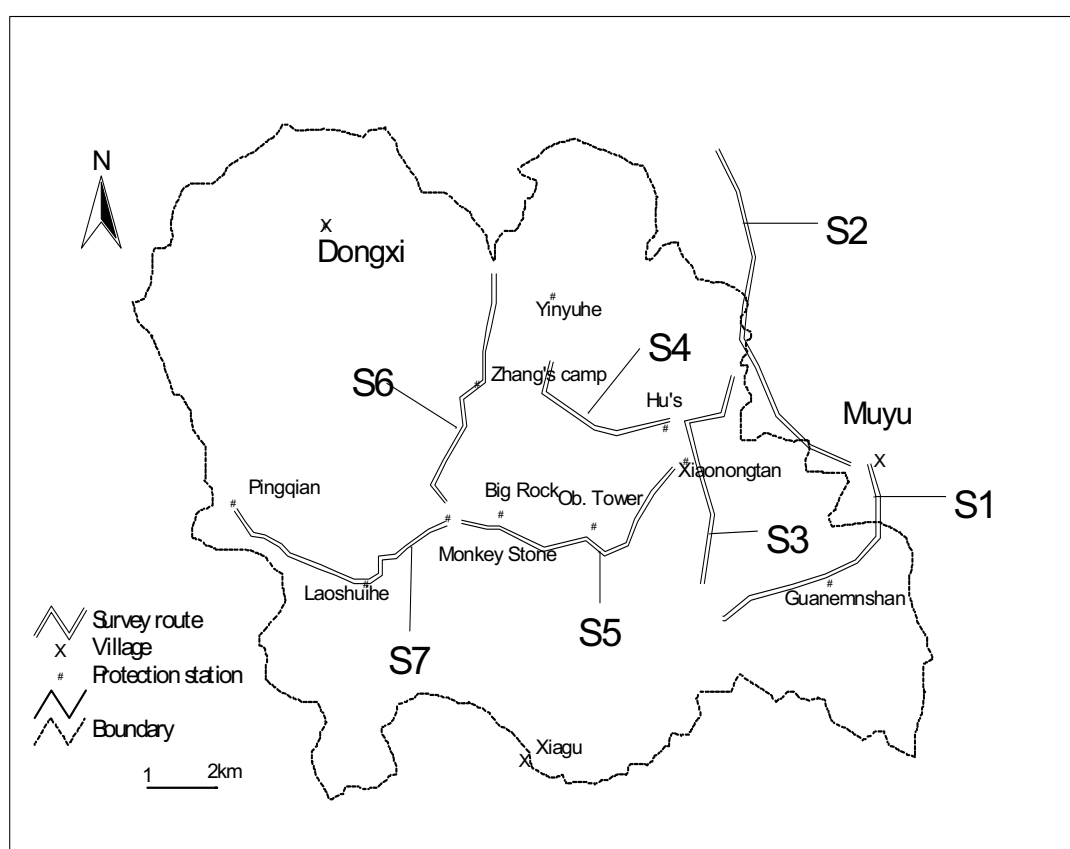 N
S2
X
Dongxi
#
Yinyuhe
S4
S6
#
Zhang's camp
Hu's
#
Muyu
X
#
Xiaonongtan
Pingqian
#
Big Rock
#
Ob. Tower
#
S1
#
Monkey Stone
S3
Laoshuihe
#
#
Guanemnshan
S5
S7
Survey route
X Village
# Protection station
Boundary
Xiagu
X
1 2km